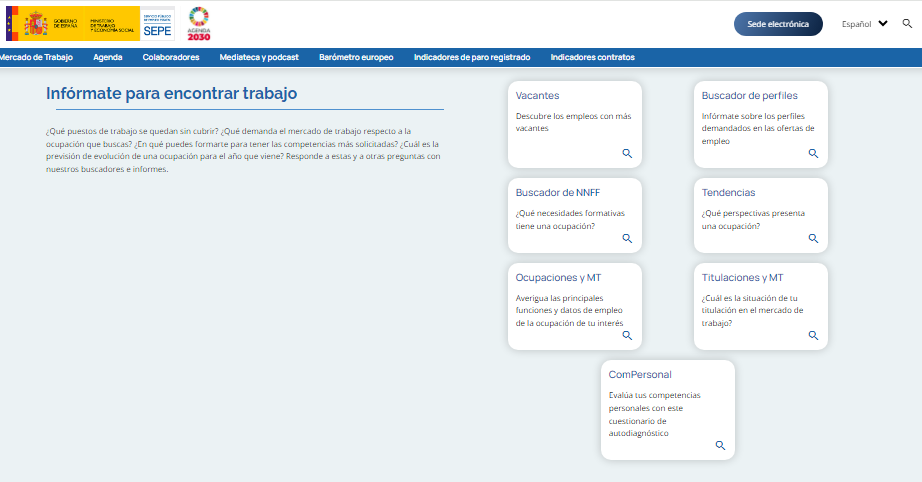 GOBIERNO
DE ESPAÑA
MINISTERIO
DE TRABAJO
Y ECONOMÍA SOCIAL
SERVICIO PÚBLICO
DE EMPLEO ESTATAL
SEPE
AGENDA
2030
Sede electrónica
Español
Mercado de Trabajo
Agenda
Colaboradores
Mediateca y podcast
Barómetro europeo
Indicadores de paro registrado
Indicadores contratos
Infórmate para encontrar trabajo
¿Qué puestos de trabajo se quedan sin cubrir? ¿Qué demanda el mercado de trabajo respecto a la
ocupación que buscas? ¿En qué puedes formarte para tener las competencias más solicitadas? ¿Cuál es la
previsión de evolución de una ocupación para el año que viene? Responde a estas y a otras preguntas con
nuestros buscadores e informes.
Vacantes
Descubre los empleos con más
vacantes
Buscador de perfiles
Infórmate sobre los perfiles
demandados en las ofertas de
empleo
Buscador de NNFF
¿Qué necesidades formativas
tiene una ocupación?
Tendencias
¿Qué perspectivas presenta
una ocupación?
Ocupaciones y MT
Averigua las principales
funciones y datos de empleo
de la ocupación de tu interés
Titulaciones y MT
¿Cuál es la situación de tu
titulación en el mercado de
trabajo?
ComPersonal
Evalúa tus competencias
personales con este
cuestionario de
autodiagnóstico